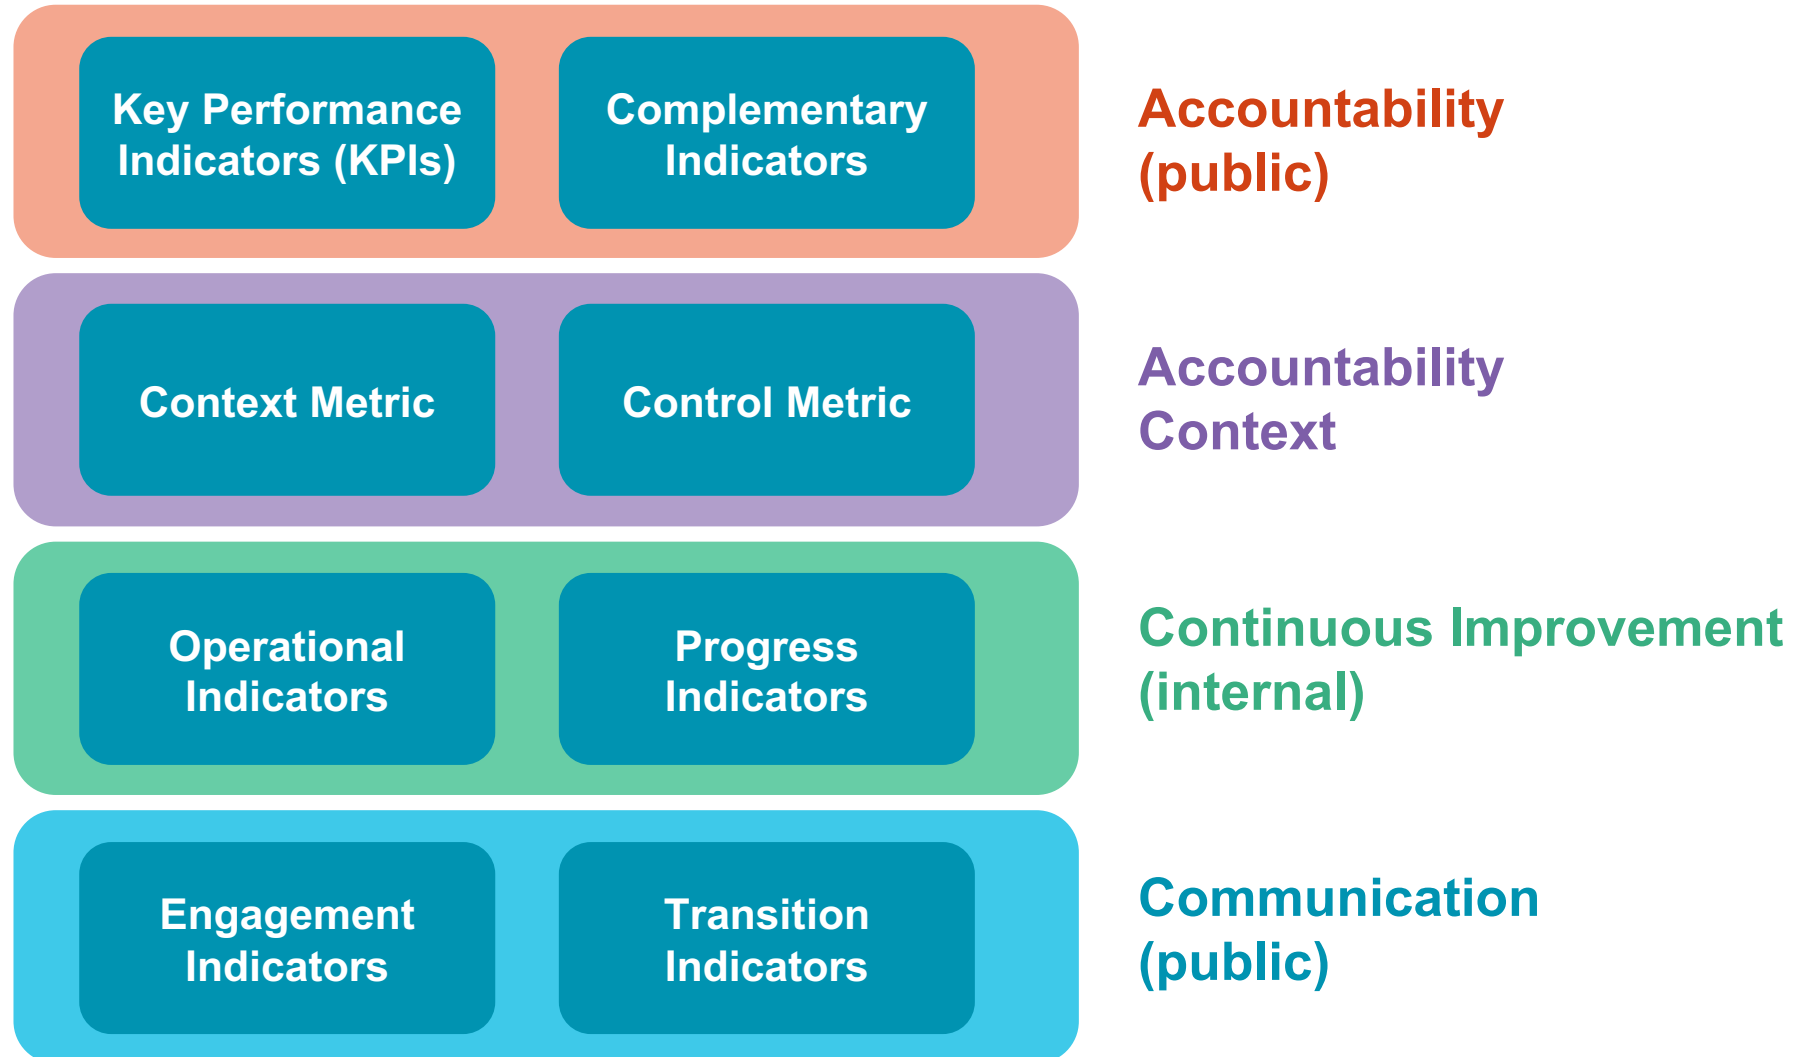 Key Performance
Indicators (KPIs)
Complementary
Indicators
Accountability
(public)
Context Metric
Control Metric
Accountability
Context
Operational
Indicators
Progress
Indicators
Continuous Improvement
(internal)
Engagement
Indicators
Transition
Indicators
Communication
(public)